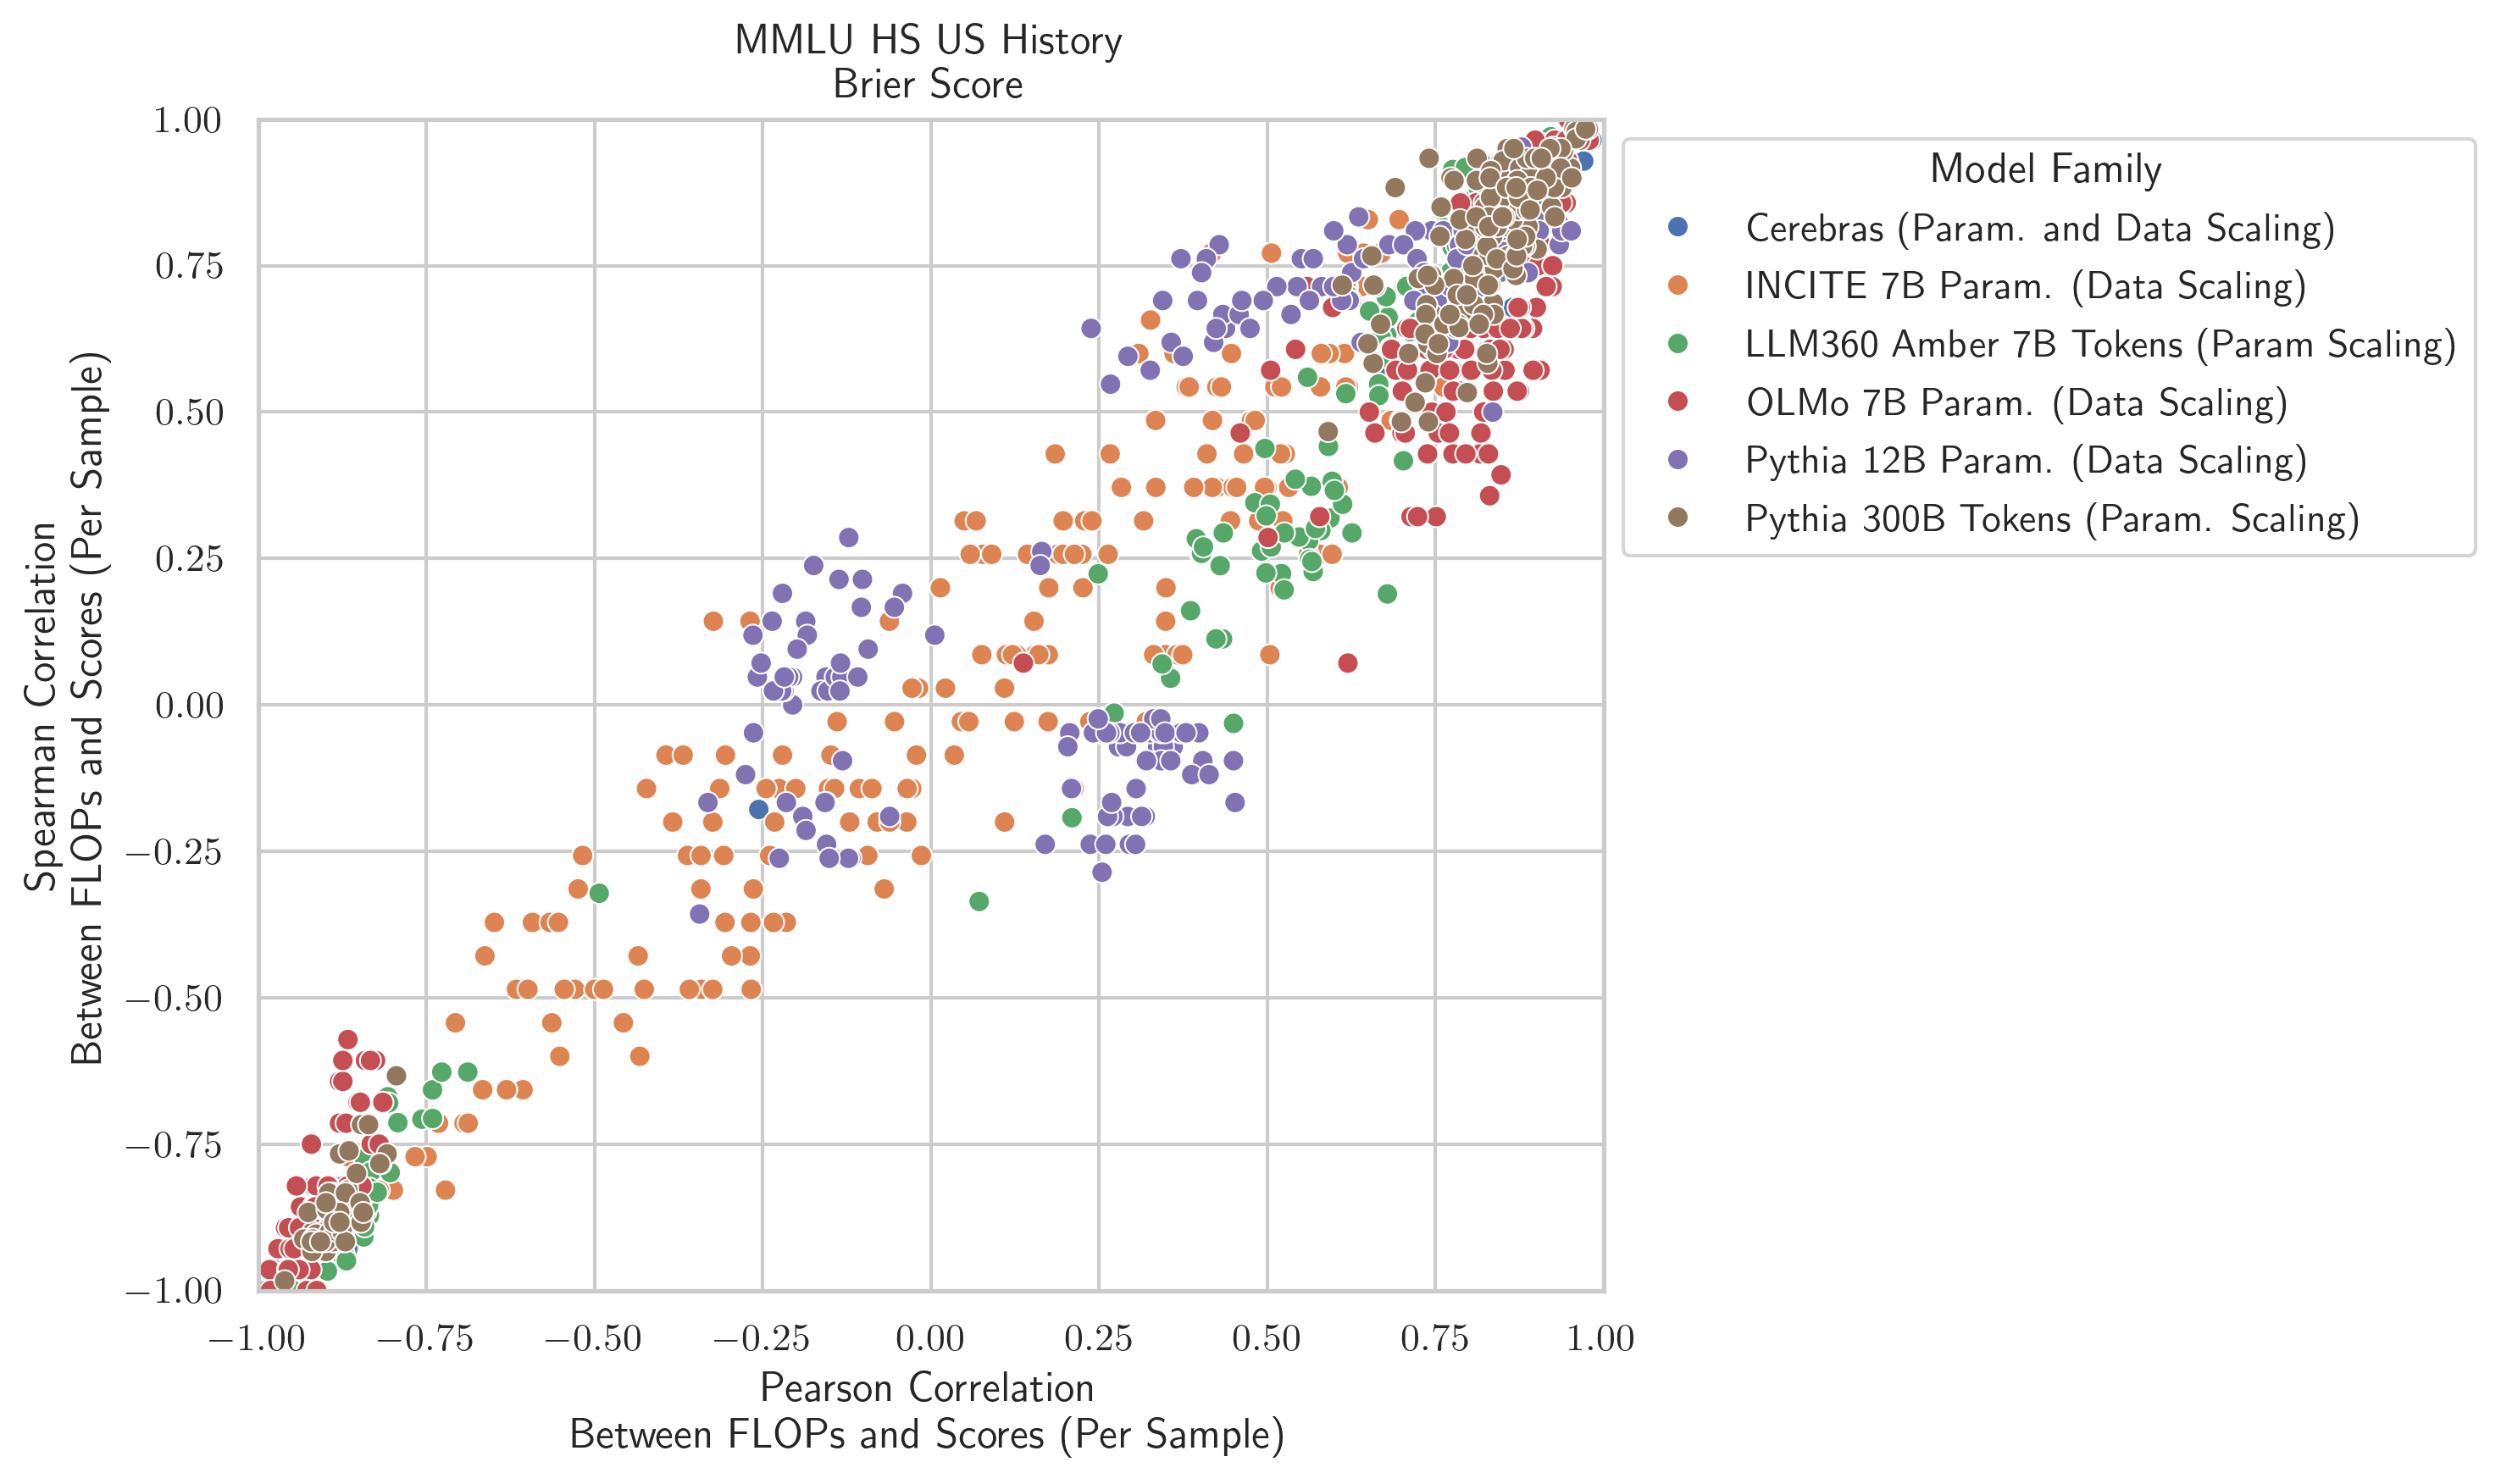 MMLU HS US History
Brier Score
Spearman Correlation
Between FLOPs and Scores (Per Sample)
1.00
0.75
0.50
0.25
0.00
−0.25
−0.50
−0.75
−1.00
−1.00 −0.75 −0.50 −0.25 0.00 0.25 0.50 0.75 1.00
Pearson Correlation
Between FLOPs and Scores (Per Sample)
Model Family
Cerebras (Param. and Data Scaling)
INCITE 7B Param. (Data Scaling)
LLM360 Amber 7B Tokens (Param Scaling)
OLMo 7B Param. (Data Scaling)
Pythia 12B Param. (Data Scaling)
Pythia 300B Tokens (Param. Scaling)